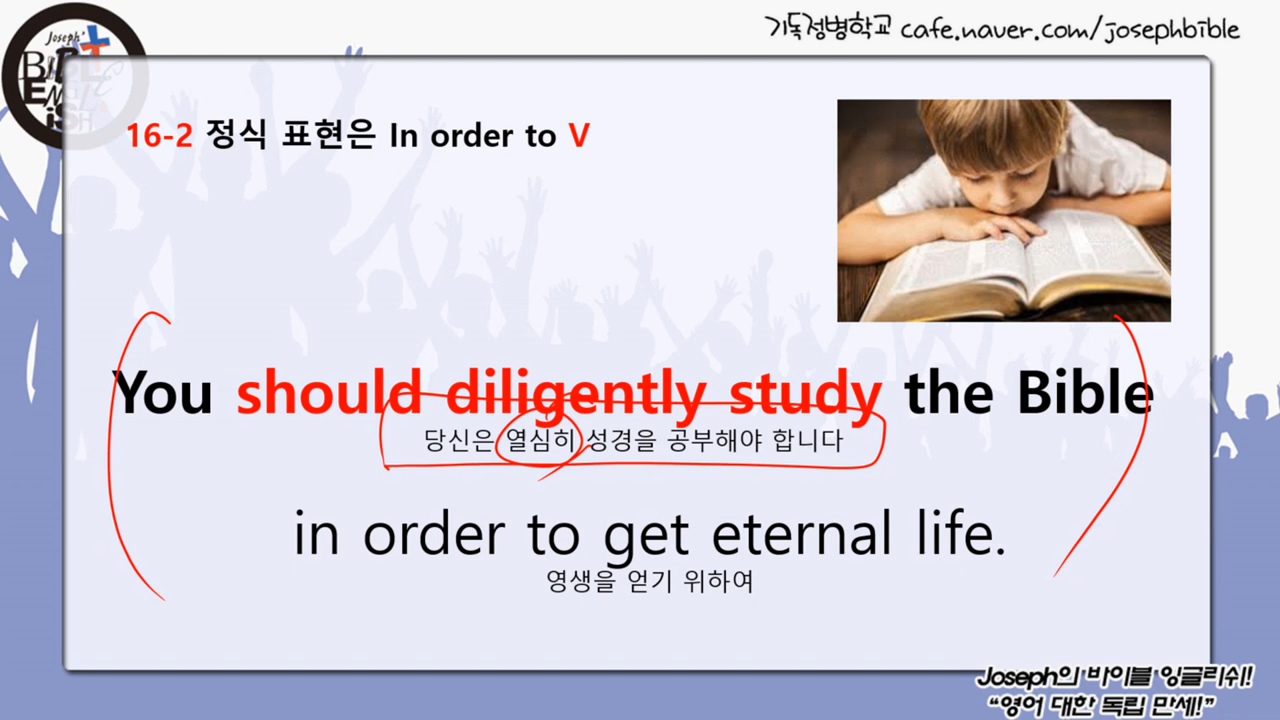 기독정병학교 cafe.naver.com/josephbible
Joseph'
BIBLE
ENGLISH
16-2 정식 표현은 In order to V
You should diligently study the Bible
당신은 열심히 성경을 공부해야 합니다
in order to get eternal life.
영생을 얻기 위하여
Joseph의 바이블 잉글리쉬!
“영어 대한 독립 만세!”